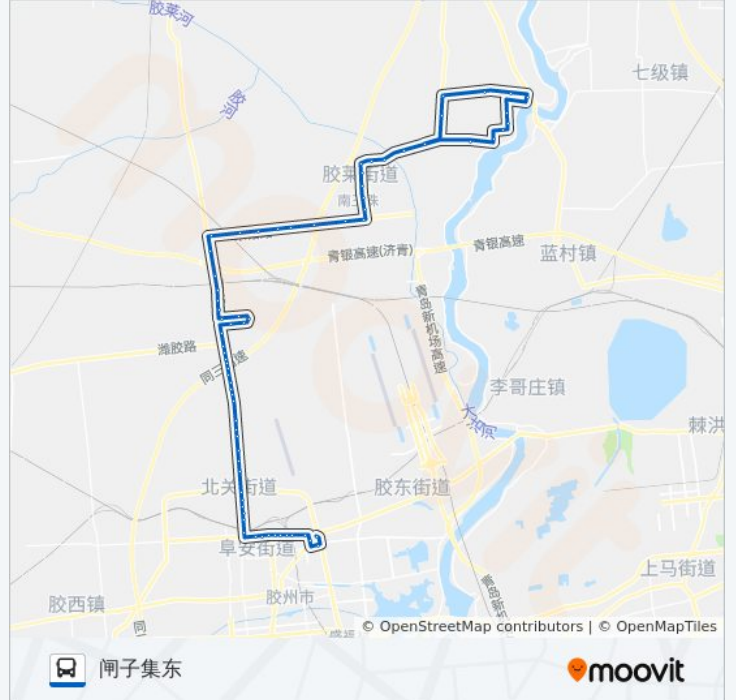 胶莱河
七级镇
胶河
胶莱街道
青银高速
青银高速(济青)
蓝村镇
青岛新机场高速
潍胶路
李哥庄镇
棘洪
北关街道
胶东街道
阜安街道
上马街道
胶州市
胶西镇
© OpenStreetMap contributors | © OpenMapTiles
闸子集东
moovit